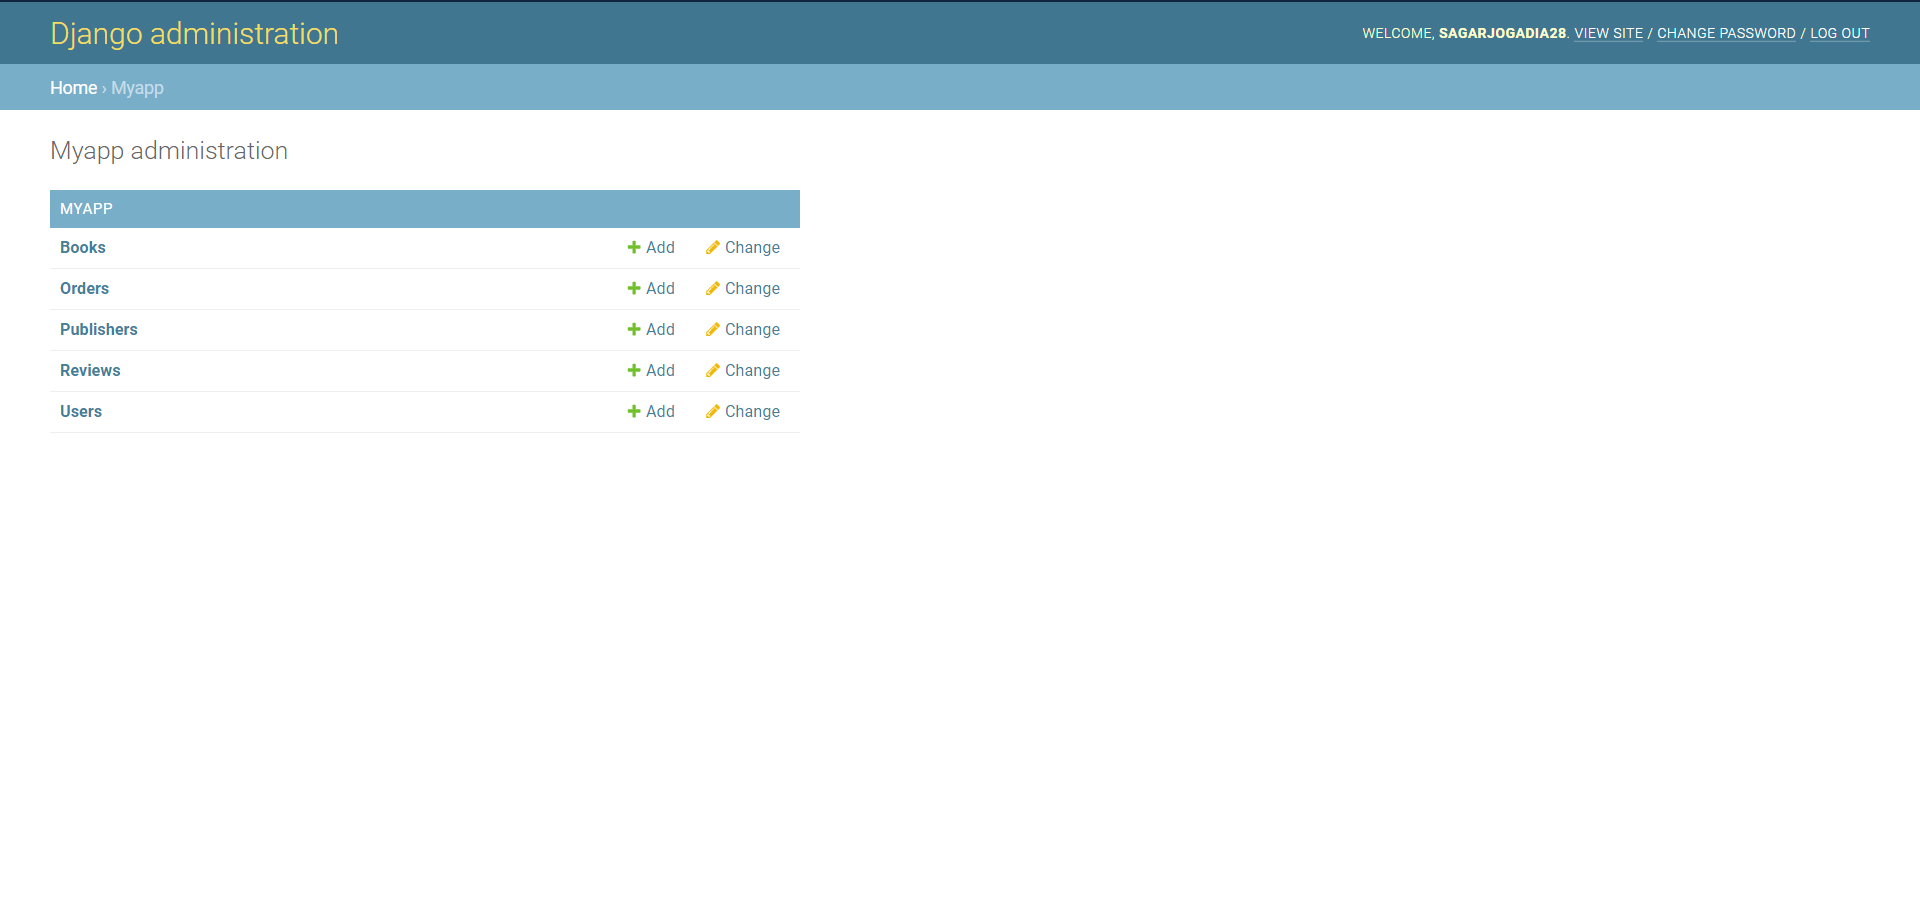 Django administration
WELCOME, SAGARJOGADIA28. VIEW SITE / CHANGE PASSWORD / LOG OUT
Home › Myapp
Myapp administration
MYAPP
Books Add Change
Orders Add Change
Publishers Add Change
Reviews Add Change
Users Add Change